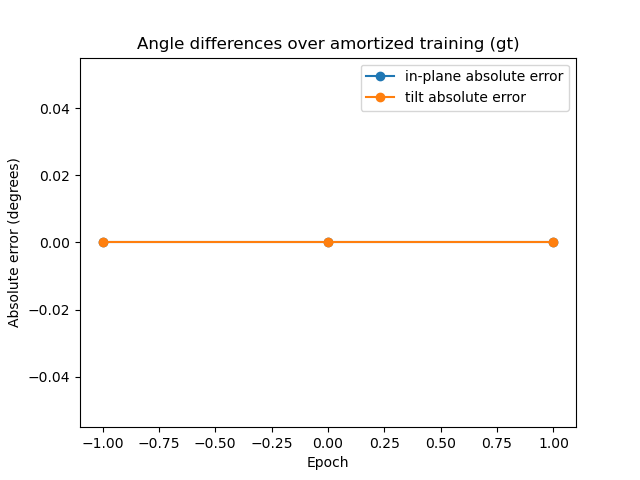 Angle differences over amortized training (gt)
in-plane absolute error
tilt absolute error
Absolute error (degrees)
0.04
0.02
0.00
−0.02
−0.04
−1.00 −0.75 −0.50 −0.25 0.00 0.25 0.50 0.75 1.00
Epoch